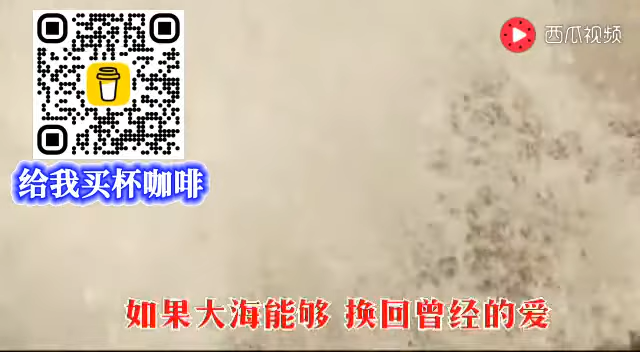 西瓜视频
给我买杯咖啡
如果大海能够 换回曾经的爱